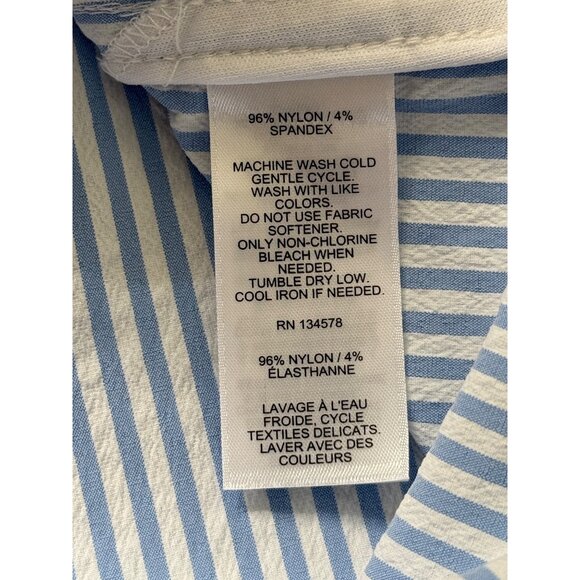 96% NYLON / 4%
SPANDEX
MACHINE WASH COLD
GENTLE CYCLE.
WASH WITH LIKE
COLORS.
DO NOT USE FABRIC
SOFTENER.
ONLY NON-CHLORINE
BLEACH WHEN
NEEDED.
TUMBLE DRY LOW.
COOL IRON IF NEEDED.
RN 134578
96% NYLON / 4%
ÉLASTHANNE
LAVAGE À L'EAU
FROIDE, CYCLE
TEXTILES DELICATS.
LAVER AVEC DES
COULEURS